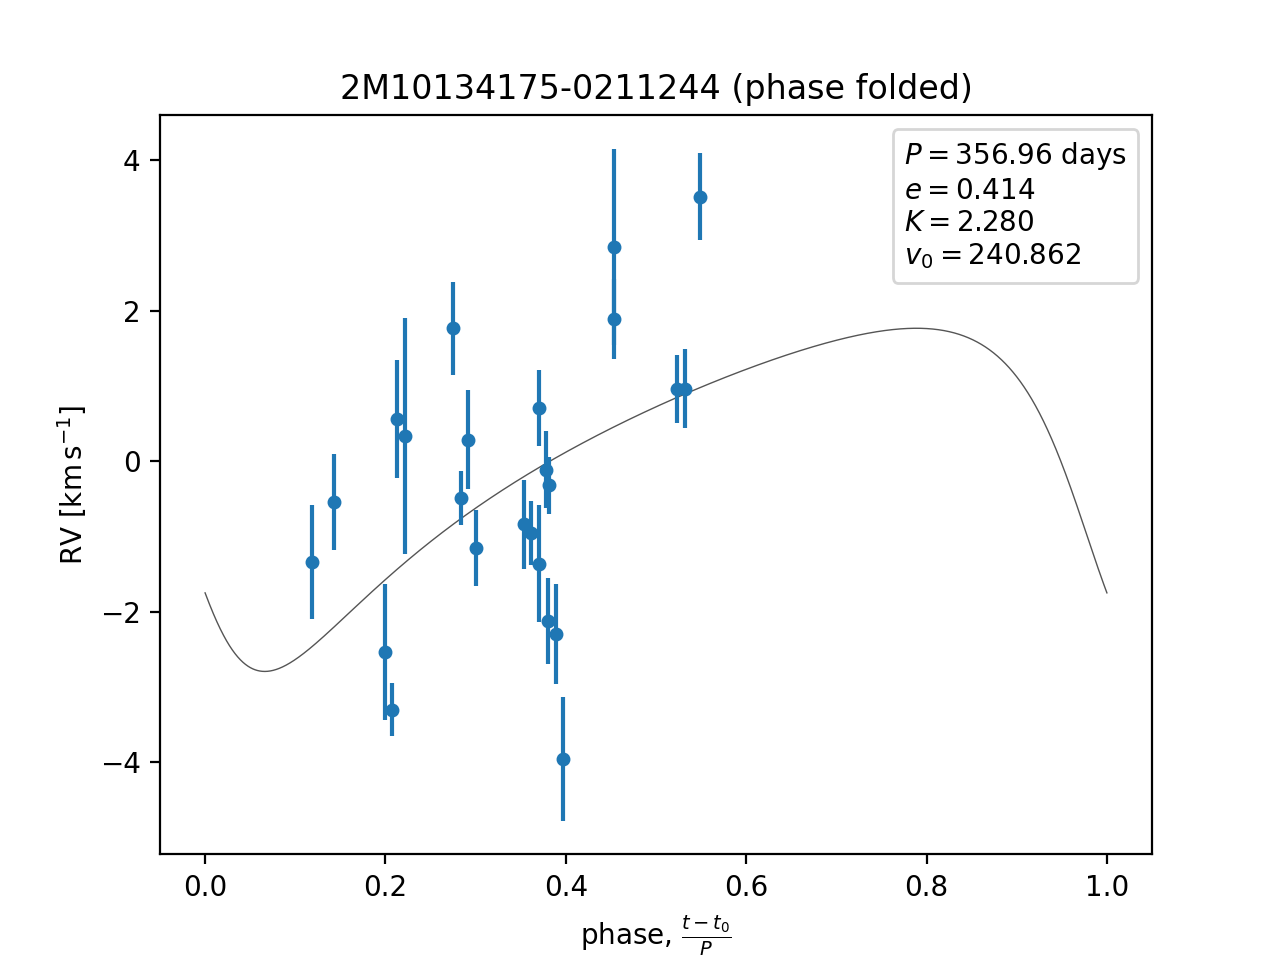 2M10134175-0211244 (phase folded)
P = 356.96 days
e = 0.414
K = 2.280
v₀ = 240.862
4
2
0
−2
−4
RV [km s⁻¹]
0.0 0.2 0.4 0.6 0.8 1.0
phase, (t − t₀)/P